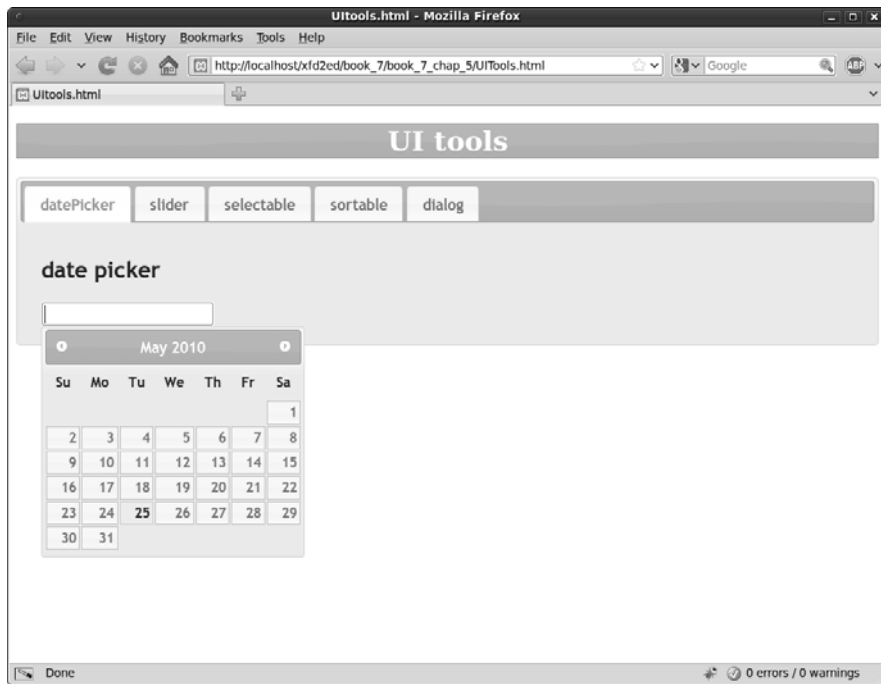 UItools.html - Mozilla Firefox
File Edit View History Bookmarks Tools Help
http://localhost/xfd2ed/book_7/book_7_chap_5/UITools.html Google ABP
UItools.html
UI tools
datePicker slider selectable sortable dialog
date picker
May 2010
Su Mo Tu We Th Fr Sa
1
2 3 4 5 6 7 8
9 10 11 12 13 14 15
16 17 18 19 20 21 22
23 24 25 26 27 28 29
30 31
Done 0 errors / 0 warnings